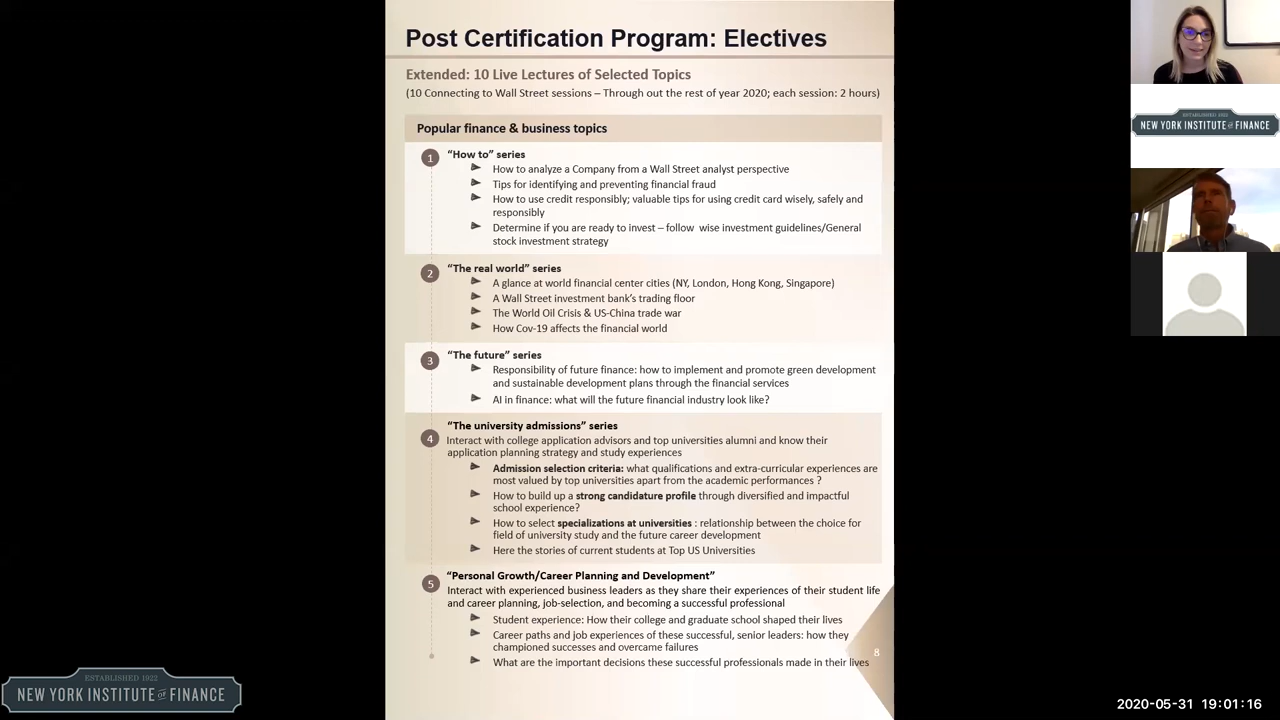 Post Certification Program: Electives
Extended: 10 Live Lectures of Selected Topics
(10 Connecting to Wall Street sessions – Through out the rest of year 2020; each session: 2 hours)
Popular finance & business topics
1
“How to” series
How to analyze a Company from a Wall Street analyst perspective
Tips for identifying and preventing financial fraud
How to use credit responsibly; valuable tips for using credit card wisely, safely and
responsibly
Determine if you are ready to invest – follow wise investment guidelines/General
stock investment strategy
2
“The real world” series
A glance at world financial center cities (NY, London, Hong Kong, Singapore)
A Wall Street investment bank’s trading floor
The World Oil Crisis & US-China trade war
How Cov-19 affects the financial world
3
“The future” series
Responsibility of future finance: how to implement and promote green development
and sustainable development plans through the financial services
AI in finance: what will the future financial industry look like?
4
“The university admissions” series
Interact with college application advisors and top universities alumni and know their
application planning strategy and study experiences
Admission selection criteria: what qualifications and extra-curricular experiences are
most valued by top universities apart from the academic performances ?
How to build up a strong candidature profile through diversified and impactful
school experience?
How to select specializations at universities : relationship between the choice for
field of university study and the future career development
Here the stories of current students at Top US Universities
5
“Personal Growth/Career Planning and Development”
Interact with experienced business leaders as they share their experiences of their student life
and career planning, job-selection, and becoming a successful professional
Student experience: How their college and graduate school shaped their lives
Career paths and job experiences of these successful, senior leaders: how they
championed successes and overcame failures
What are the important decisions these successful professionals made in their lives
8
ESTABLISHED 1922
NEW YORK INSTITUTE OF FINANCE
ESTABLISHED 1922
NEW YORK INSTITUTE OF FINANCE
2020-05-31 19:01:16